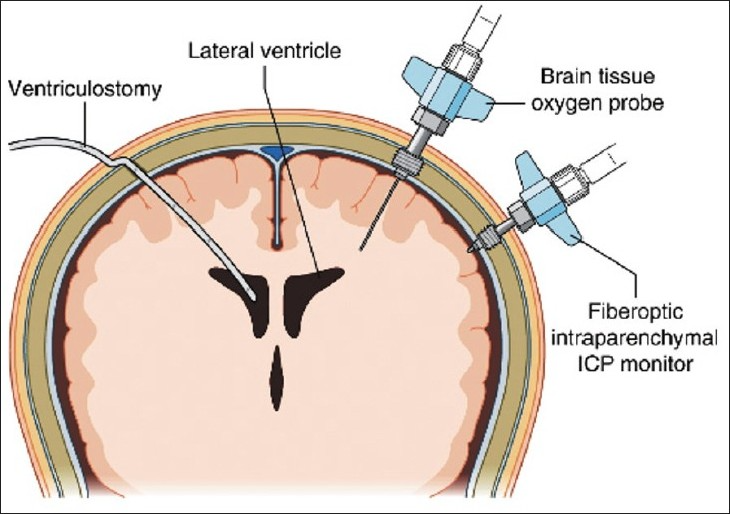 Lateral ventricle
Ventriculostomy
Brain tissue
oxygen probe
Fiberoptic
intraparenchymal
ICP monitor